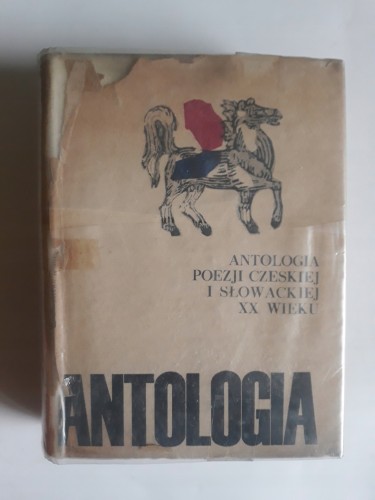 ANTOLOGIA
POEZJI CZESKIEJ
I SŁOWACKIEJ
XX WIEKU
ANTOLOGIA